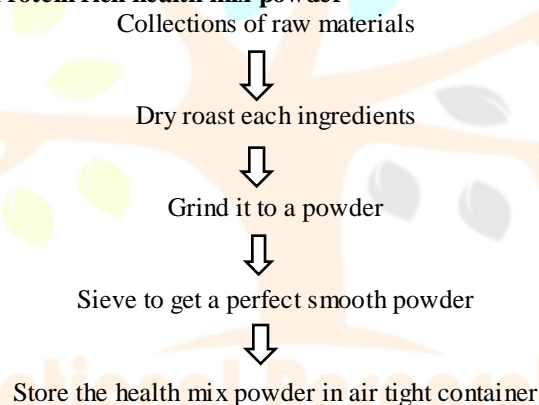 Protein rich health mix powder
Collections of raw materials
Dry roast each ingredients
Grind it to a powder
Sieve to get a perfect smooth powder
Store the health mix powder in air tight container